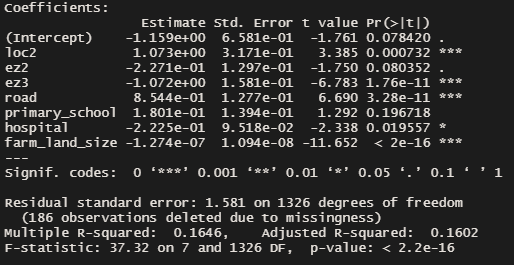 Coefficients:
Estimate Std. Error t value Pr(>|t|)
(Intercept) -1.159e+00 6.581e-01 -1.761 0.078420 .
loc2 1.073e+00 3.171e-01 3.385 0.000732 ***
ez2 -2.271e-01 1.297e-01 -1.750 0.080352 .
ez3 -1.072e+00 1.581e-01 -6.783 1.76e-11 ***
road 8.544e-01 1.277e-01 6.690 3.28e-11 ***
primary_school 1.801e-01 1.394e-01 1.292 0.196718
hospital -2.225e-01 9.518e-02 -2.338 0.019557 *
farm_land_size -1.274e-07 1.094e-08 -11.652 < 2e-16 ***
---
Signif. codes: 0 ‘***’ 0.001 ‘**’ 0.01 ‘*’ 0.05 ‘.’ 0.1 ‘ ’ 1
Residual standard error: 1.581 on 1326 degrees of freedom
(186 observations deleted due to missingness)
Multiple R-squared: 0.1646, Adjusted R-squared: 0.1602
F-statistic: 37.32 on 7 and 1326 DF, p-value: < 2.2e-16